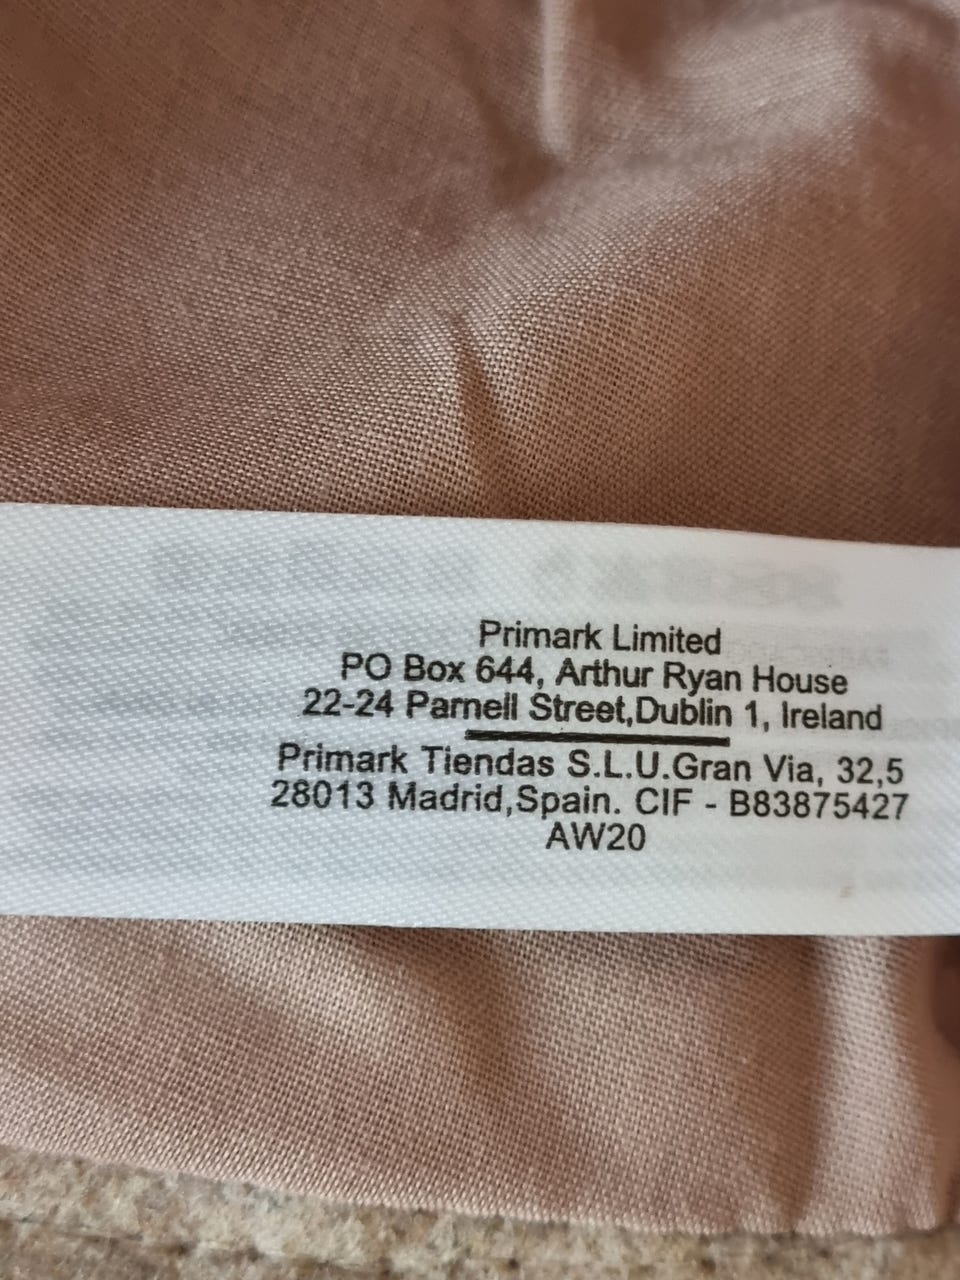 Primark Limited
PO Box 644, Arthur Ryan House
22-24 Parnell Street,Dublin 1, Ireland
Primark Tiendas S.L.U.Gran Via, 32,5
28013 Madrid,Spain. CIF - B83875427
AW20